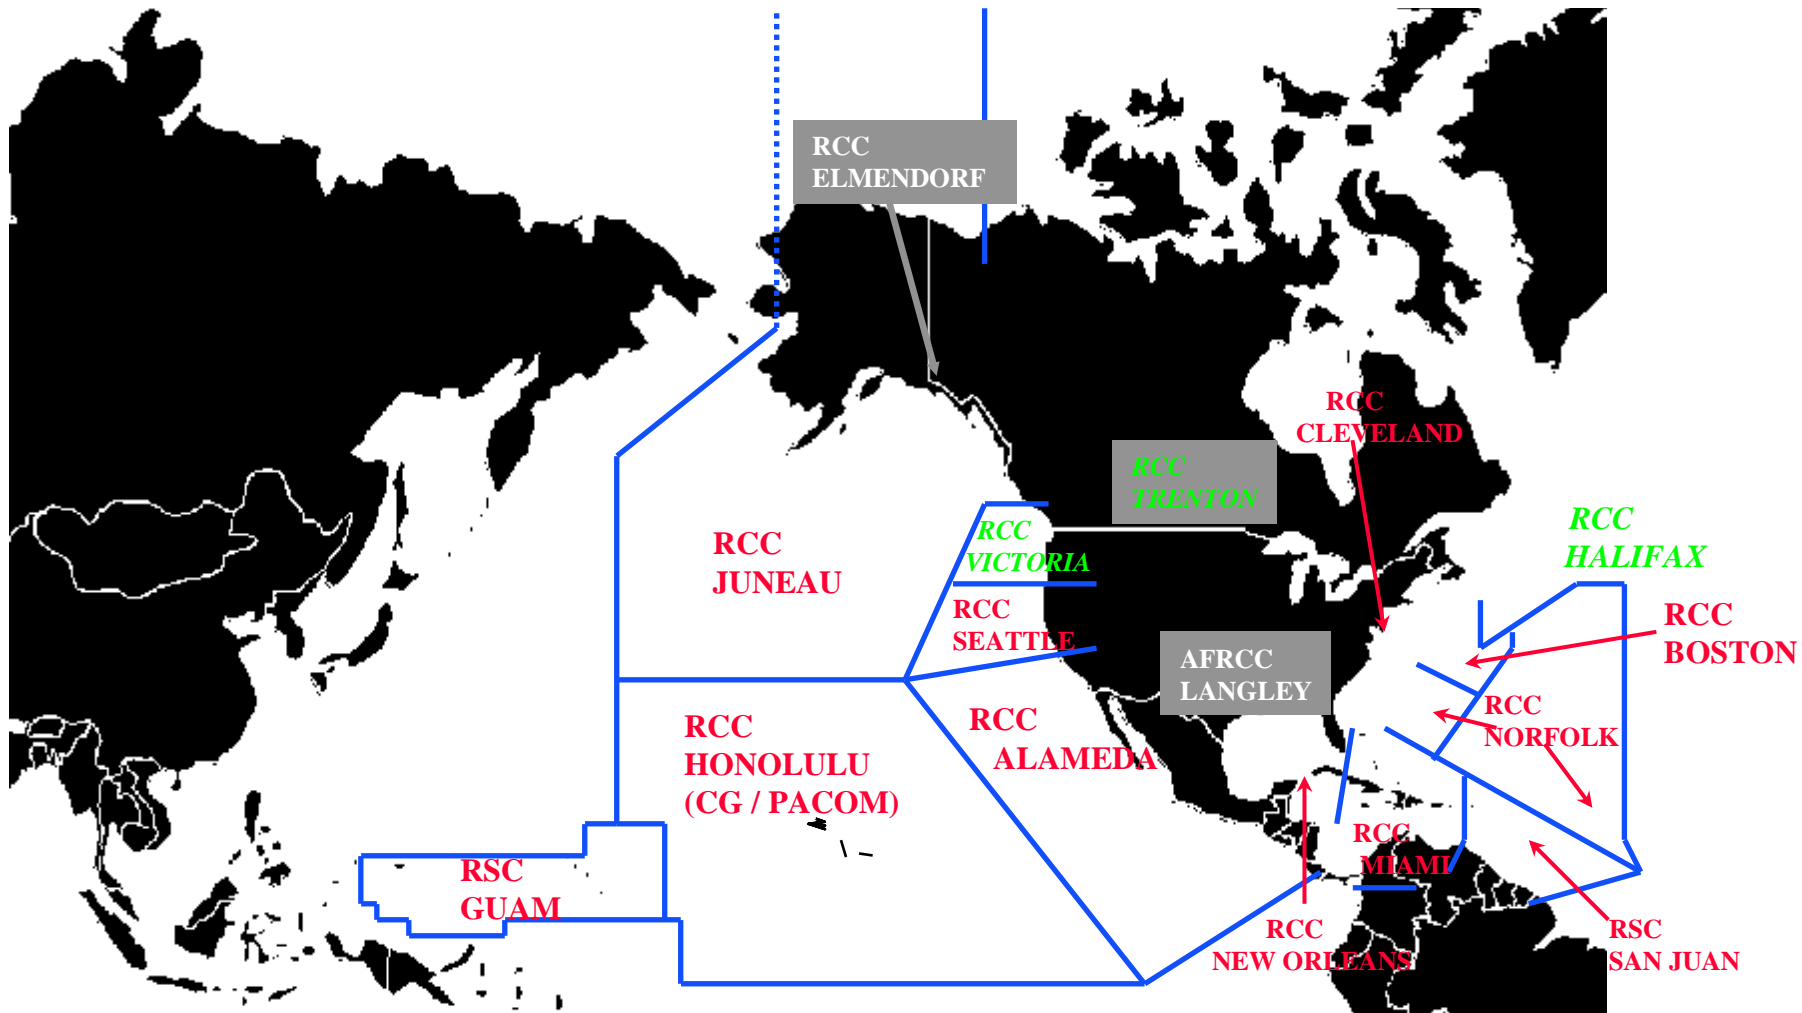 RCC
ELMENDORF
RCC
CLEVELAND
RCC
TRENTON
RCC
HALIFAX
RCC
VICTORIA
RCC
JUNEAU
RCC
SEATTLE
RCC
BOSTON
AFRCC
LANGLEY
RCC
NORFOLK
RCC
ALAMEDA
RCC
HONOLULU
(CG / PACOM)
RCC
MIAMI
RSC
GUAM
RCC
NEW ORLEANS
RSC
SAN JUAN